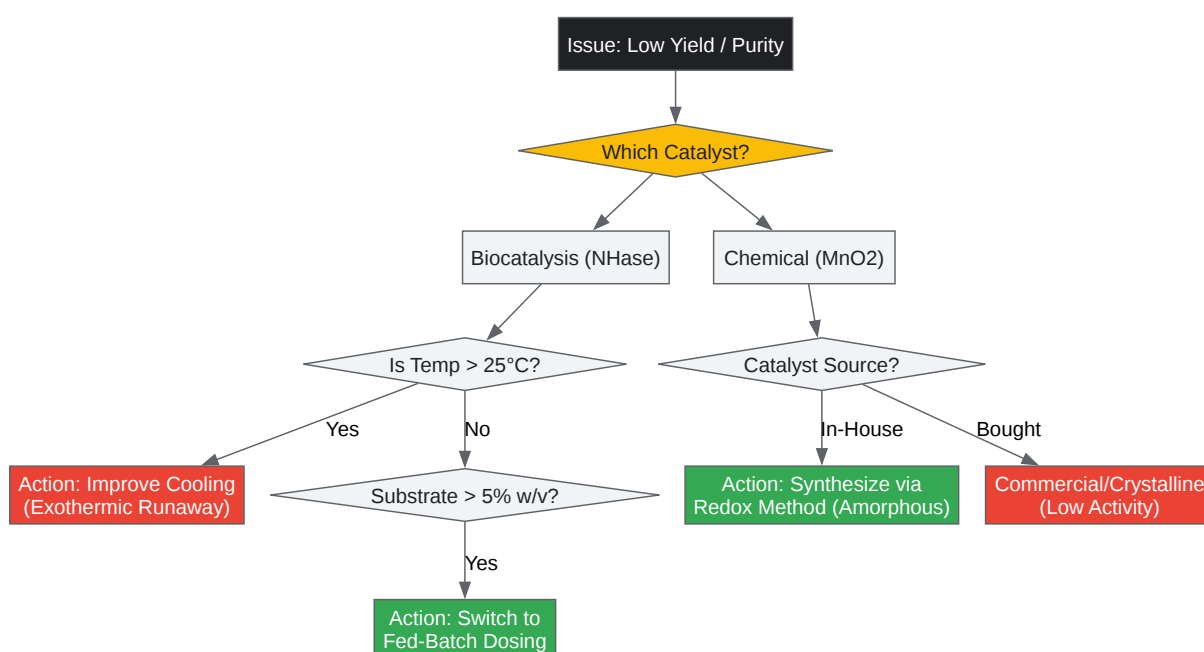 Issue: Low Yield / Purity
Which Catalyst?
Biocatalysis (NHase)
Chemical (MnO2)
Is Temp > 25°C?
Catalyst Source?
Yes
No
In-House
Bought
Action: Improve Cooling
(Exothermic Runaway)
Substrate > 5% w/v?
Action: Synthesize via
Redox Method (Amorphous)
Commercial/Crystalline
(Low Activity)
Yes
Action: Switch to
Fed-Batch Dosing